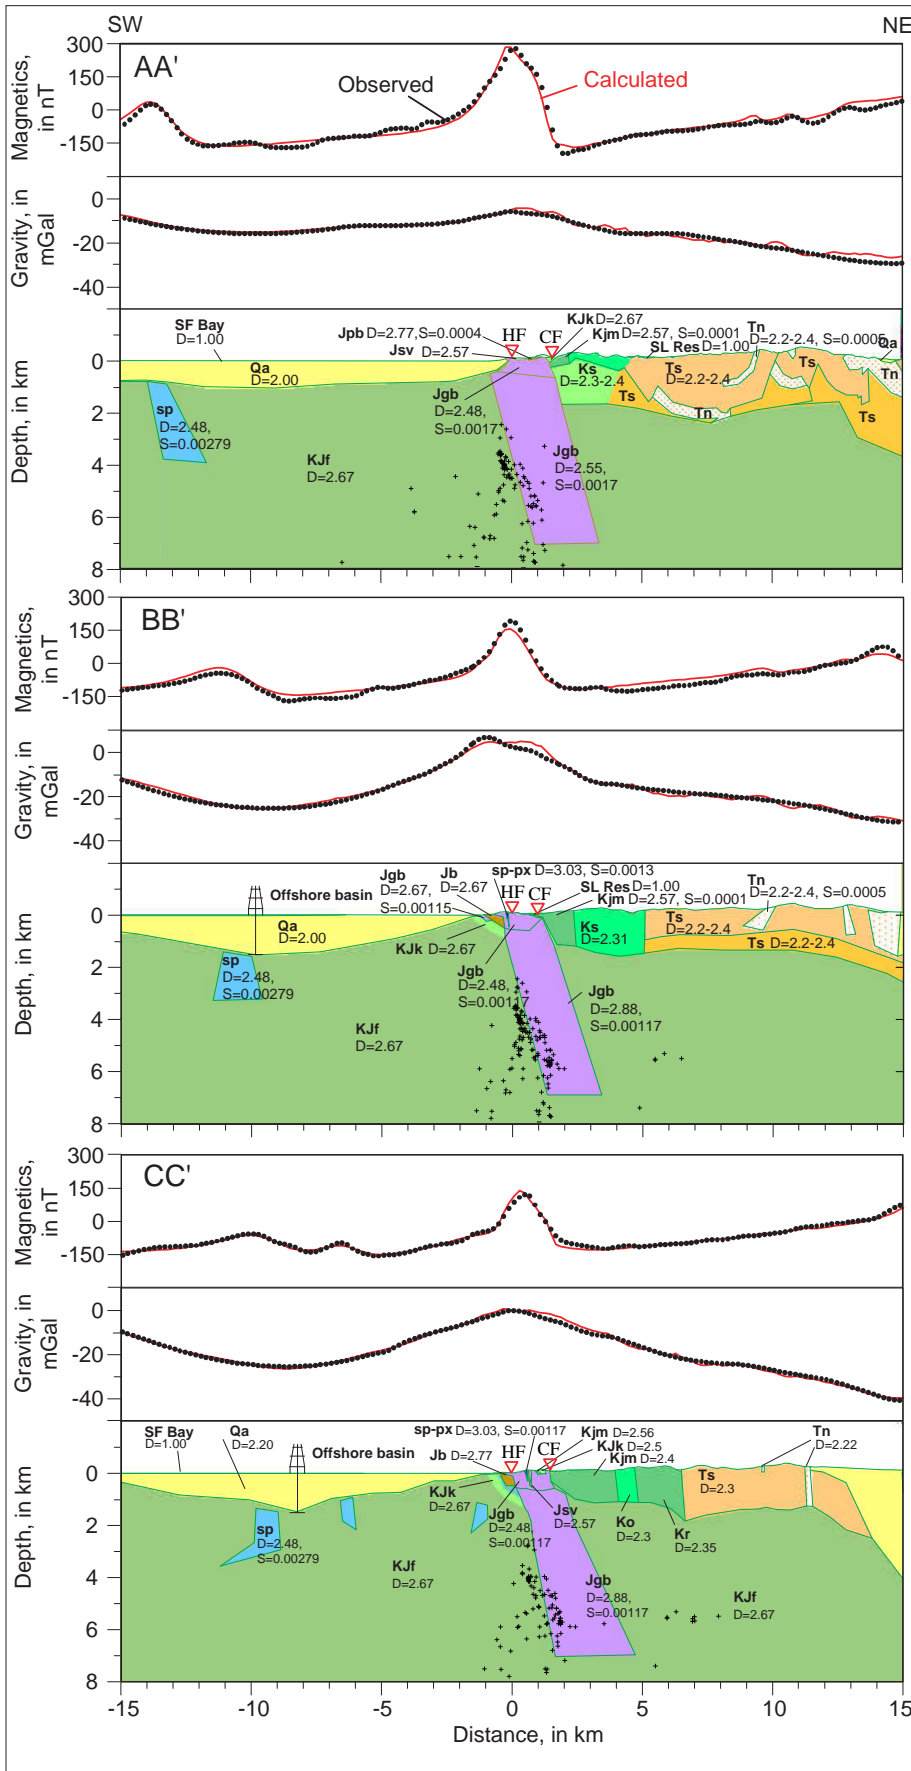 SW NE
AA'
Magnetics, in nT
300
150
0
-150
Observed
Calculated
Gravity, in mGal
0
-20
-40
Depth, in km
0
2
4
6
8
SF Bay
D=1.00
Qa
D=2.00
Jpb D=2.77, S=0.0004
Jsv D=2.57
HF
CF
KJk D=2.67
Kjm D=2.57, S=0.0001
SL Res D=1.00
Tn
D=2.2-2.4, S=0.0005
Qa
Ks
D=2.3-2.4
Ts
D=2.2-2.4
Ts
Tn
Ts
Tn
Ts
sp
D=2.48,
S=0.00279
Jgb
D=2.48,
S=0.0017
KJf
D=2.67
Jgb
D=2.55,
S=0.0017
BB'
Magnetics, in nT
300
150
0
-150
Gravity, in mGal
0
-20
-40
Depth, in km
0
2
4
6
8
Offshore basin
Qa
D=2.00
Jgb
D=2.67,
S=0.00115
Jb
D=2.67
sp-px D=3.03, S=0.0013
HF
CF
SL Res D=1.00
Kjm D=2.57, S=0.0001
Tn
D=2.2-2.4, S=0.0005
KJk D=2.67
Ks
D=2.31
Ts
D=2.2-2.4
Ts D=2.2-2.4
sp
D=2.48,
S=0.00279
Jgb
D=2.48,
S=0.00117
Jgb
D=2.88,
S=0.00117
KJf
D=2.67
CC'
Magnetics, in nT
300
150
0
-150
Gravity, in mGal
0
-20
-40
Depth, in km
0
2
4
6
8
SF Bay
D=1.00
Qa
D=2.20
Offshore basin
sp-px D=3.03, S=0.00117
Jb D=2.77
HF
CF
Kjm D=2.56
KJk D=2.5
Kjm D=2.4
Tn
D=2.22
Ts
D=2.3
KJk
D=2.67
Jgb
D=2.48,
S=0.00117
Jsv
D=2.57
Ko
D=2.3
Kr
D=2.35
sp
D=2.48,
S=0.00279
KJf
D=2.67
Jgb
D=2.88,
S=0.00117
KJf
D=2.67
-15 -10 -5 0 5 10 15
Distance, in km